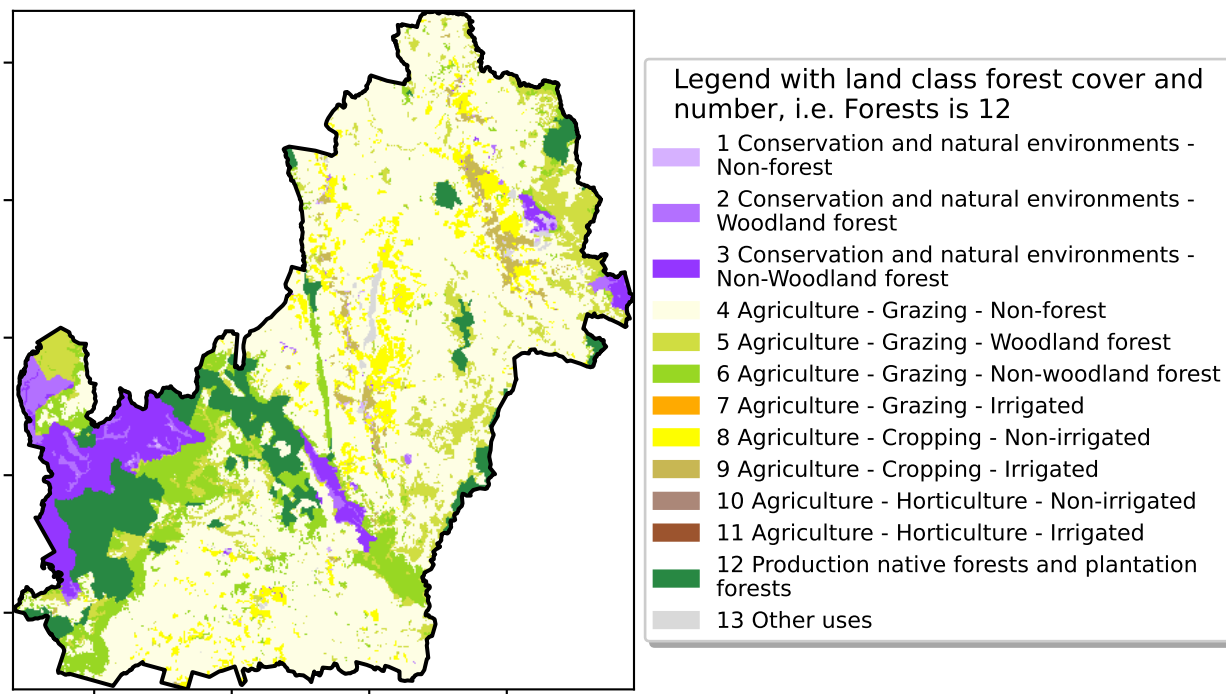 Legend with land class forest cover and
number, i.e. Forests is 12
1 Conservation and natural environments -
Non-forest
2 Conservation and natural environments -
Woodland forest
3 Conservation and natural environments -
Non-Woodland forest
4 Agriculture - Grazing - Non-forest
5 Agriculture - Grazing - Woodland forest
6 Agriculture - Grazing - Non-woodland forest
7 Agriculture - Grazing - Irrigated
8 Agriculture - Cropping - Non-irrigated
9 Agriculture - Cropping - Irrigated
10 Agriculture - Horticulture - Non-irrigated
11 Agriculture - Horticulture - Irrigated
12 Production native forests and plantation
forests
13 Other uses